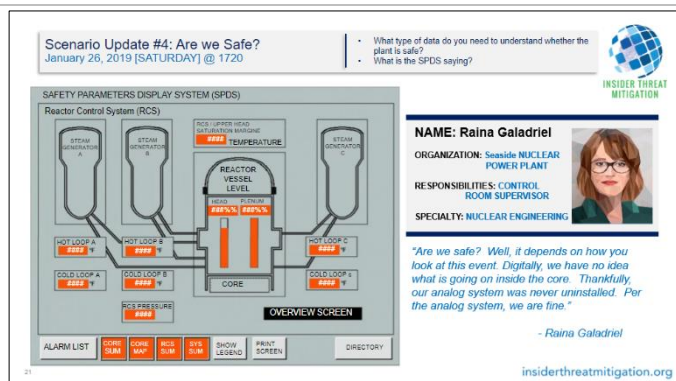 Scenario Update #4: Are we Safe?
January 26, 2019 [SATURDAY] @ 1720
• What type of data do you need to understand whether the
plant is safe?
• What is the SPDS saying?
INSIDER THREAT
MITIGATION
SAFETY PARAMETERS DISPLAY SYSTEM (SPDS)
Reactor Control System (RCS)
RCS / UPPER HEAD
SATURATION MARGINE
#### TEMPERATURE
STEAM
GENERATOR
A
STEAM
GENERATOR
B
STEAM
GENERATOR
C
REACTOR
VESSEL
LEVEL
HEAD PLENUM
###%% ###%%
HOT LOOP A
#### °F
HOT LOOP B
#### °F
HOT LOOP C
#### °F
COLD LOOP A
#### °F
COLD LOOP B
#### °F
COLD LOOP c
#### °F
CORE
RCS PRESSURE
####
OVERVIEW SCREEN
ALARM LIST
CORE
SUM
CORE
MAP
RCS
SUM
SYS
SUM
SHOW
LEGEND
PRINT
SCREEN
DIRECTORY
NAME: Raina Galadriel
ORGANIZATION: Seaside NUCLEAR
POWER PLANT
RESPONSIBILITIES: CONTROL
ROOM SUPERVISOR
SPECIALTY: NUCLEAR ENGINEERING
"Are we safe? Well, it depends on how you
look at this event. Digitally, we have no idea
what is going on inside the core. Thankfully,
our analog system was never uninstalled. Per
the analog system, we are fine."
- Raina Galadriel
21
insiderthreatmitigation.org